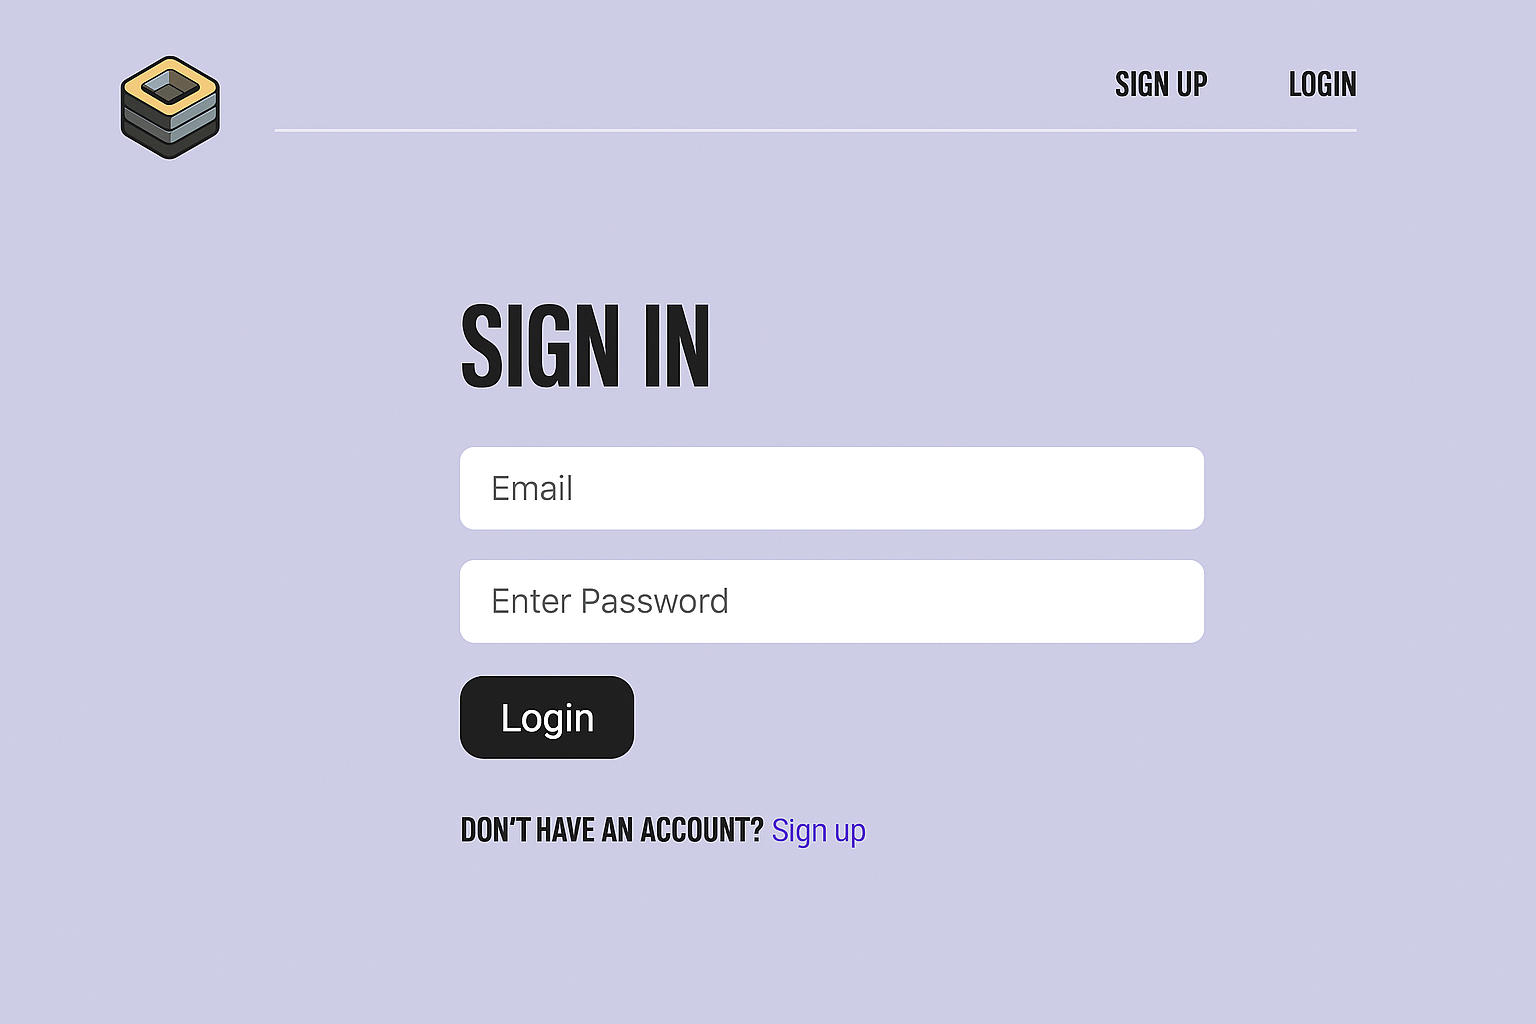 SIGN UP LOGIN
SIGN IN
Email
Enter Password
Login
DON'T HAVE AN ACCOUNT? Sign up